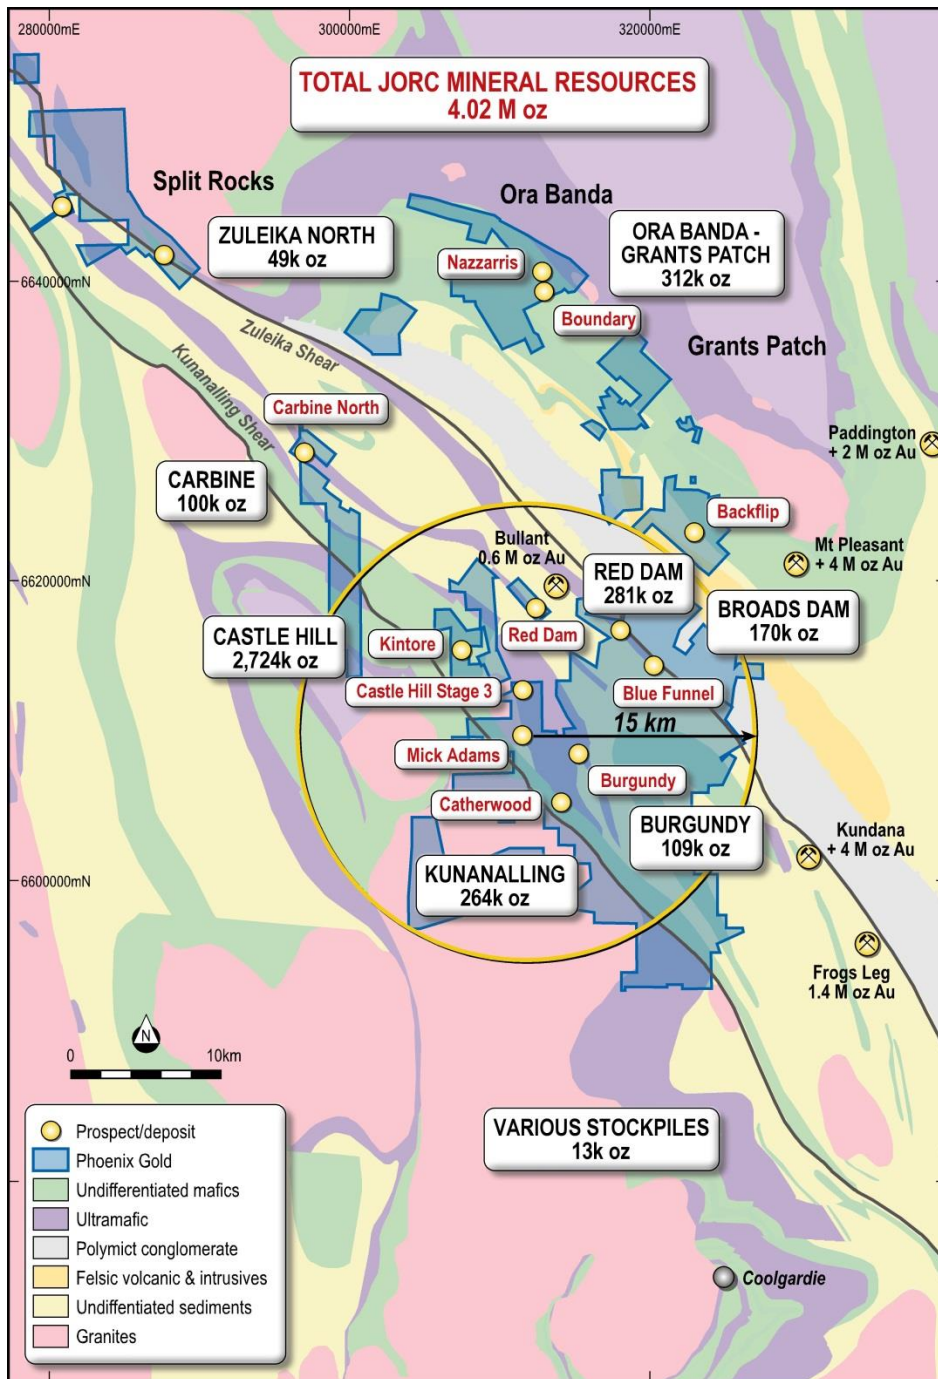 280000mE
300000mE
320000mE
TOTAL JORC MINERAL RESOURCES
4.02 M oz
Split Rocks
Ora Banda
ZULEIKA NORTH
49k oz
ORA BANDA -
GRANTS PATCH
312k oz
Nazzarris
6640000mN
Boundary
Zuleika Shear
Grants Patch
Kunanalling Shear
Carbine North
Paddington
+ 2 M oz Au
CARBINE
100k oz
Backflip
Bullant
0.6 M oz Au
Mt Pleasant
+ 4 M oz Au
6620000mN
RED DAM
281k oz
BROADS DAM
170k oz
CASTLE HILL
2,724k oz
Kintore
Red Dam
Castle Hill Stage 3
Blue Funnel
15 km
Mick Adams
Burgundy
Catherwood
BURGUNDY
109k oz
Kundana
+ 4 M oz Au
KUNANALLING
264k oz
6600000mN
Frogs Leg
1.4 M oz Au
N
0
10km
VARIOUS STOCKPILES
13k oz
Prospect/deposit
Phoenix Gold
Undifferentiated mafics
Ultramafic
Polymict conglomerate
Felsic volcanic & intrusives
Undiffentiated sediments
Granites
Coolgardie